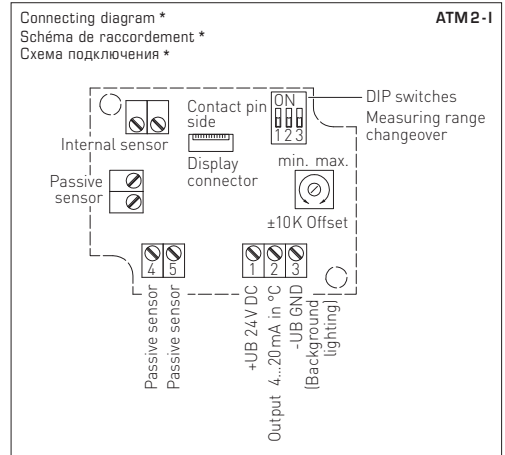 Connecting diagram *
ATM2-I
Schéma de raccordement *
Схема подключения *
ON
1 2 3
DIP switches
Measuring range
changeover
Contact pin
side
Internal sensor
Display
connector
min. max.
Passive
sensor
±10K Offset
4 5
1 2 3
Passive sensor
Passive sensor
+UB 24V DC
Output 4...20mA in °C
-UB GND
(Background
lighting)